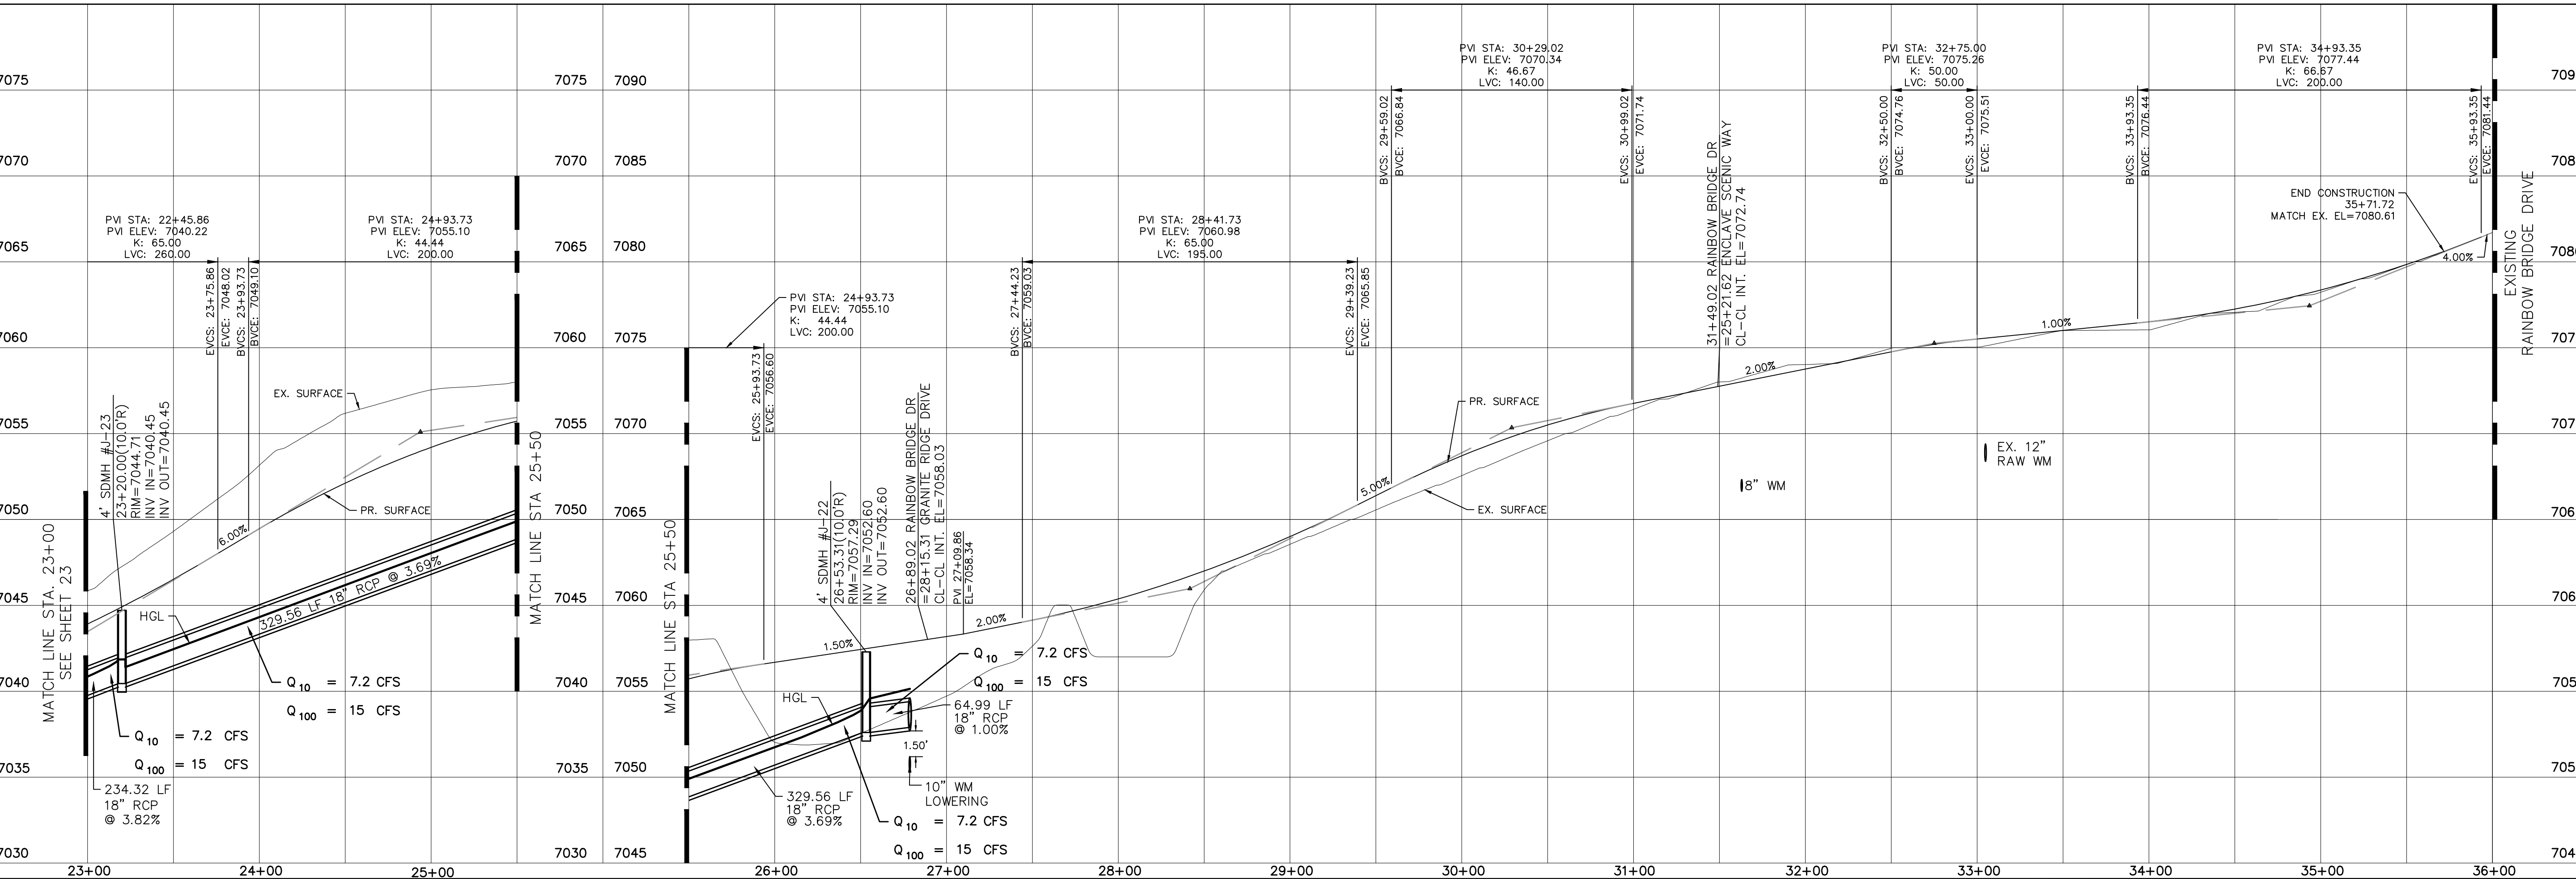 PVI STA: 30+29.02
PVI ELEV: 7070.34
K: 46.67
LVC: 140.00
PVI STA: 32+75.00
PVI ELEV: 7075.26
K: 50.00
LVC: 50.00
PVI STA: 34+93.35
PVI ELEV: 7077.44
K: 66.67
LVC: 200.00
7075
7070
7065
7060
7055
7050
7045
7040
7035
7030
MATCH LINE STA. 23+00
SEE SHEET 23
PVI STA: 22+45.86
PVI ELEV: 7040.22
K: 65.00
LVC: 260.00
EVCS: 23+75.86
EVCE: 7048.02
BVCS: 23+93.73
BVCE: 7049.10
PVI STA: 24+93.73
PVI ELEV: 7055.10
K: 44.44
LVC: 200.00
4' SDMH #J-23
23+20.00(10.0'R)
RIM=7044.71
INV IN=7040.45
INV OUT=7040.45
EX. SURFACE
PR. SURFACE
6.00%
HGL
329.56 LF 18" RCP @ 3.69%
Q10 = 7.2 CFS
Q100 = 15 CFS
Q10 = 7.2 CFS
Q100 = 15 CFS
234.32 LF
18" RCP
@ 3.82%
MATCH LINE STA 25+50
7075
7070
7065
7060
7055
7050
7045
7040
7035
7030
7090
7085
7080
7075
7070
7065
7060
7055
7050
7045
MATCH LINE STA 25+50
PVI STA: 24+93.73
PVI ELEV: 7055.10
K: 44.44
LVC: 200.00
EVCS: 25+93.73
EVCE: 7056.60
4' SDMH #J-22
26+53.31(10.0'R)
RIM=7057.29
INV IN=7052.60
INV OUT=7052.60
26+89.02 RAINBOW BRIDGE DR
=28+15.31 GRANITE RIDGE DRIVE
CL-CL INT. EL=7058.03
PVI 27+09.86
EL=7058.34
1.50%
2.00%
HGL
Q10 = 7.2 CFS
Q100 = 15 CFS
64.99 LF
18" RCP
@ 1.00%
1.50'
10" WM
LOWERING
329.56 LF
18" RCP
@ 3.69%
Q10 = 7.2 CFS
Q100 = 15 CFS
PVI STA: 28+41.73
PVI ELEV: 7060.98
K: 65.00
LVC: 195.00
BVCS: 27+44.23
BVCE: 7059.03
EVCS: 29+39.23
EVCE: 7065.85
5.00%
BVCS: 29+59.02
BVCE: 7066.84
EVCS: 30+99.02
EVCE: 7071.74
PR. SURFACE
EX. SURFACE
31+49.02 RAINBOW BRIDGE DR
=25+21.62 ENCLAVE SCENIC WAY
CL-CL INT. EL=7072.74
2.00%
8" WM
BVCS: 32+50.00
BVCE: 7074.76
EVCS: 33+00.00
EVCE: 7075.51
EX. 12"
RAW WM
1.00%
BVCS: 33+93.35
BVCE: 7076.44
EVCS: 35+93.35
EVCE: 7081.44
END CONSTRUCTION
35+71.72
MATCH EX. EL=7080.61
4.00%
EXISTING
RAINBOW BRIDGE DRIVE
23+00
24+00
25+00
26+00
27+00
28+00
29+00
30+00
31+00
32+00
33+00
34+00
35+00
36+00